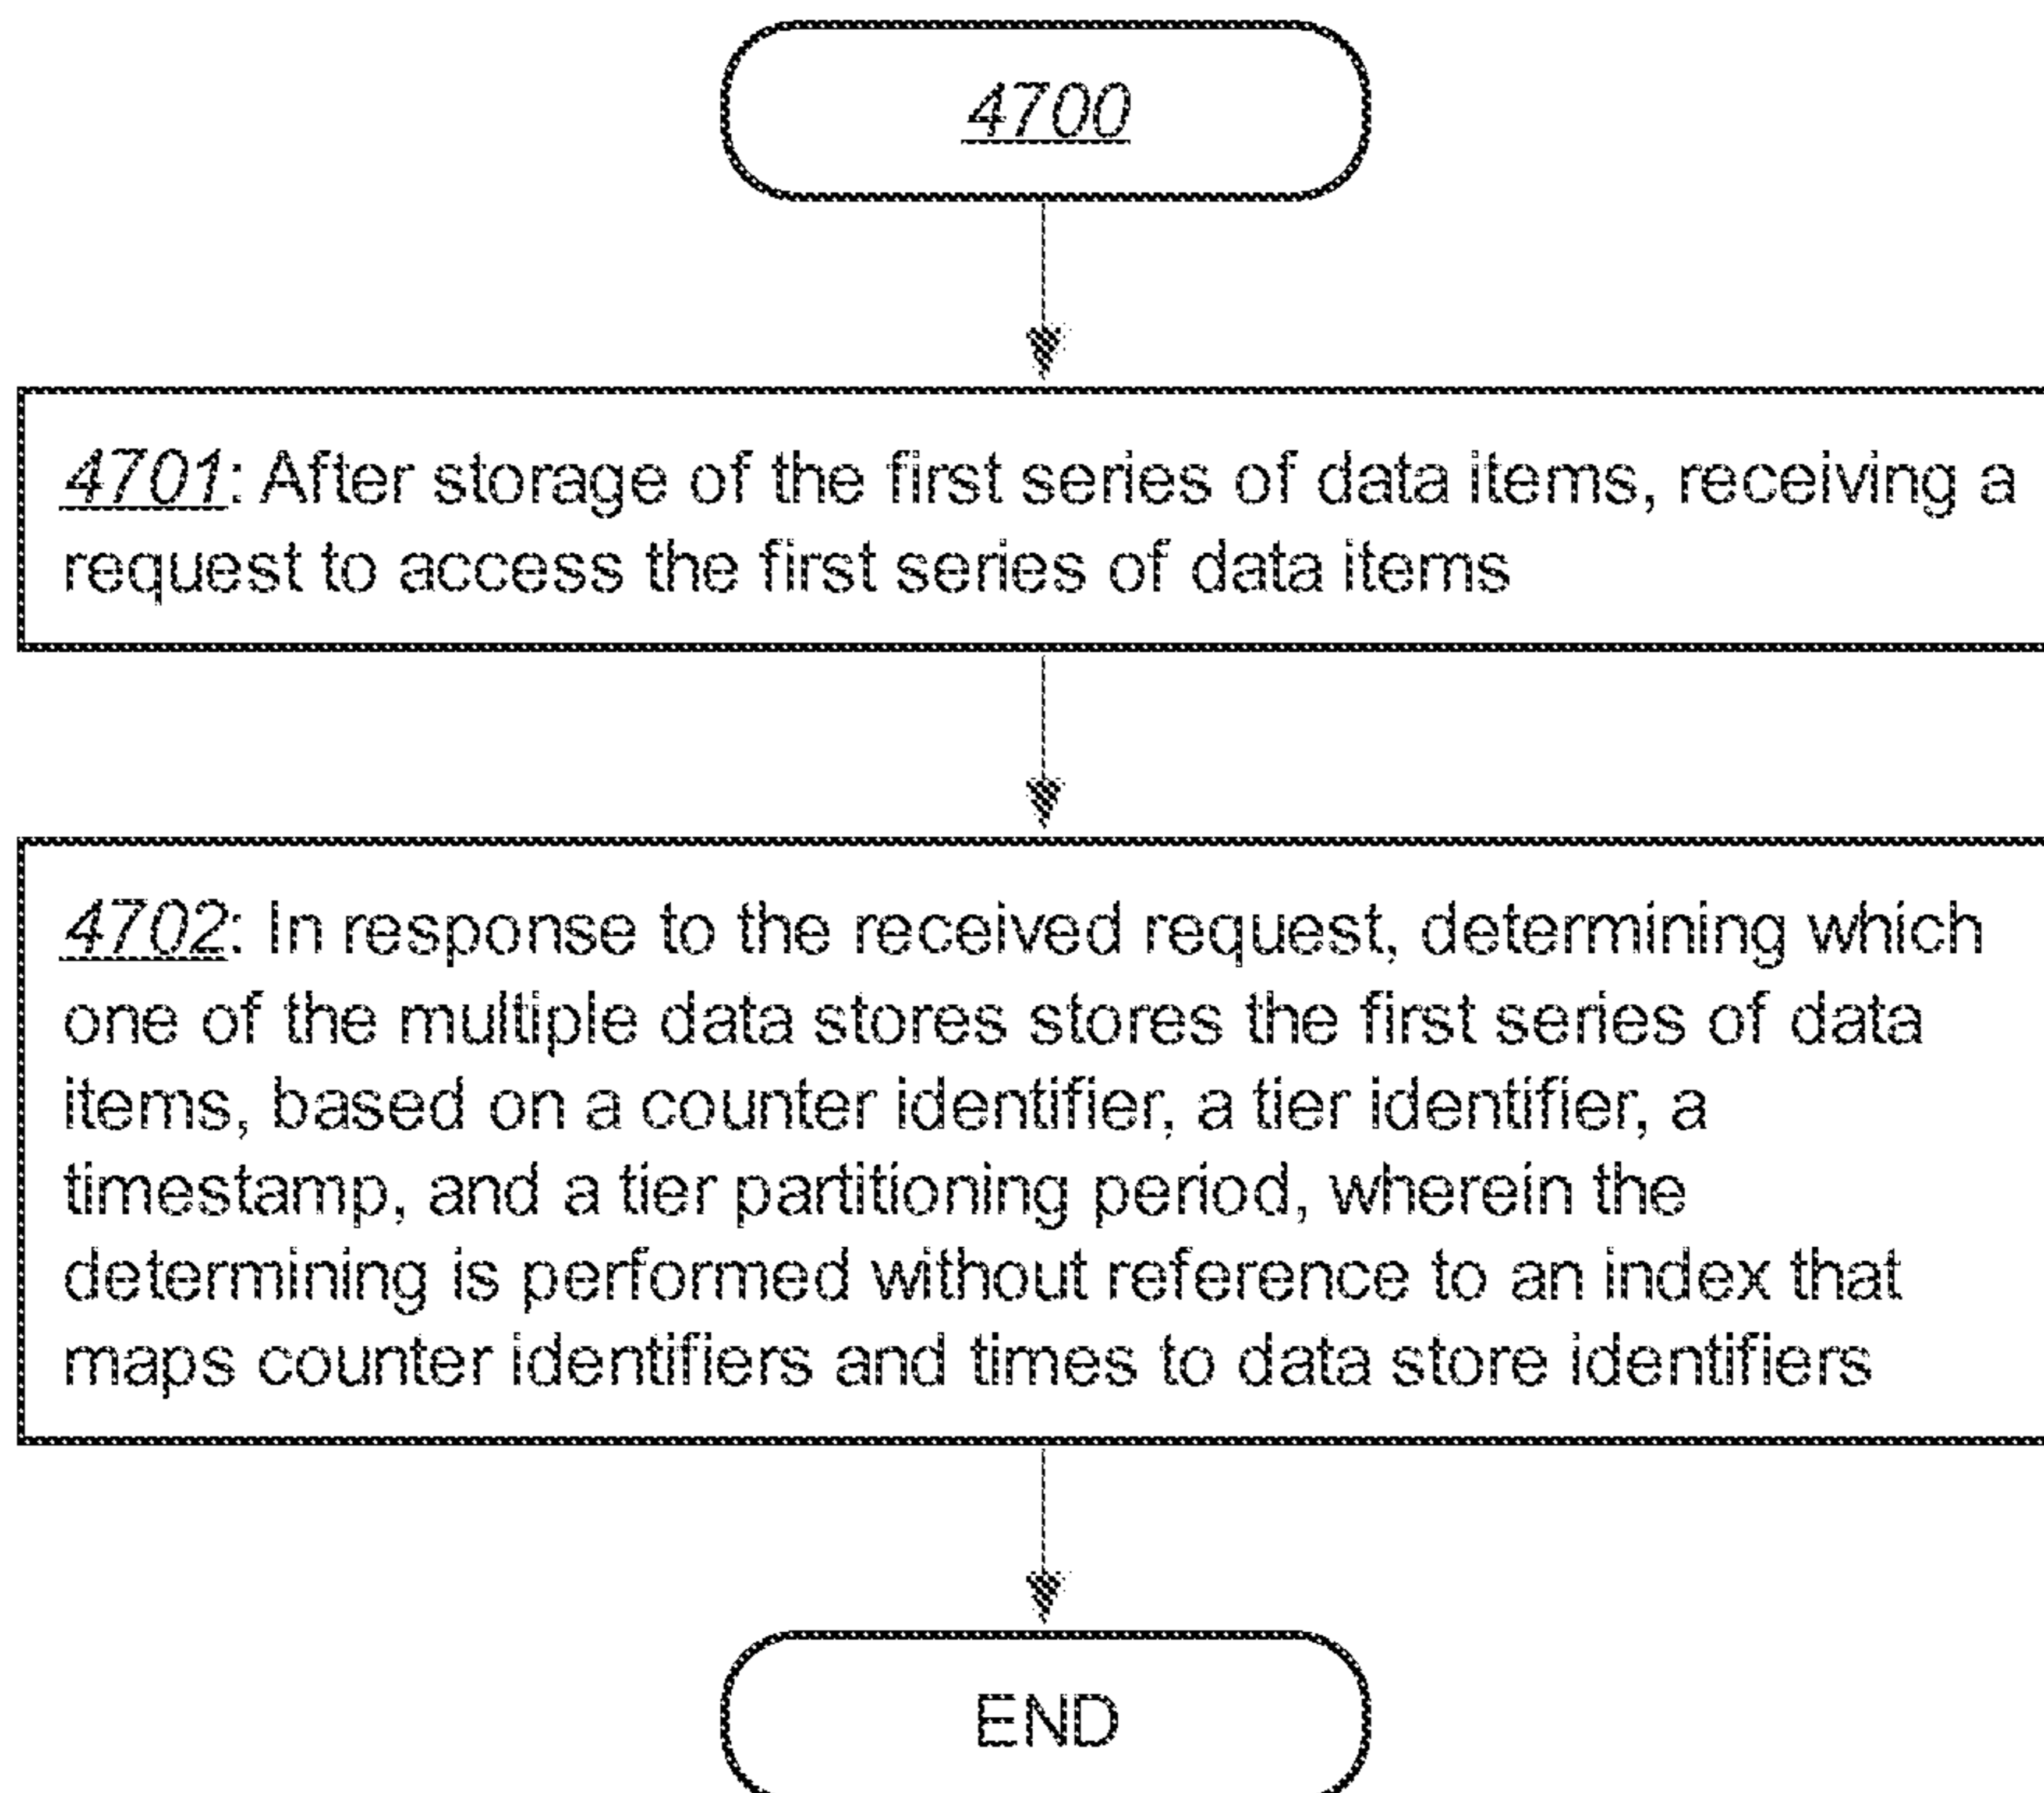 4700
4701: After storage of the first series of data items, receiving a
request to access the first series of data items
4702: In response to the received request, determining which
one of the multiple data stores stores the first series of data
items, based on a counter identifier, a tier identifier, a
timestamp, and a tier partitioning period, wherein the
determining is performed without reference to an index that
maps counter identifiers and times to data store identifiers
END